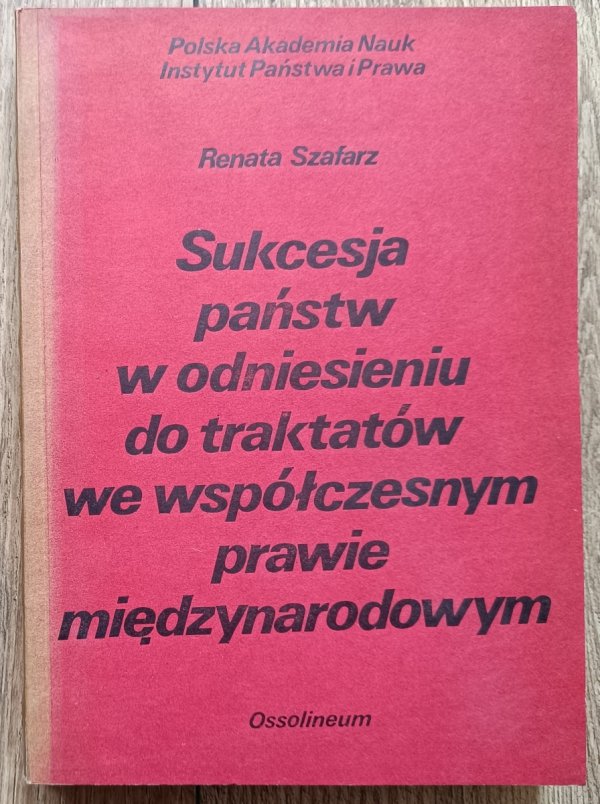 Polska Akademia Nauk
Instytut Państwa i Prawa
Renata Szafarz
Sukcesja
państw
w odniesieniu
do traktatów
we współczesnym
prawie
międzynarodowym
Ossolineum